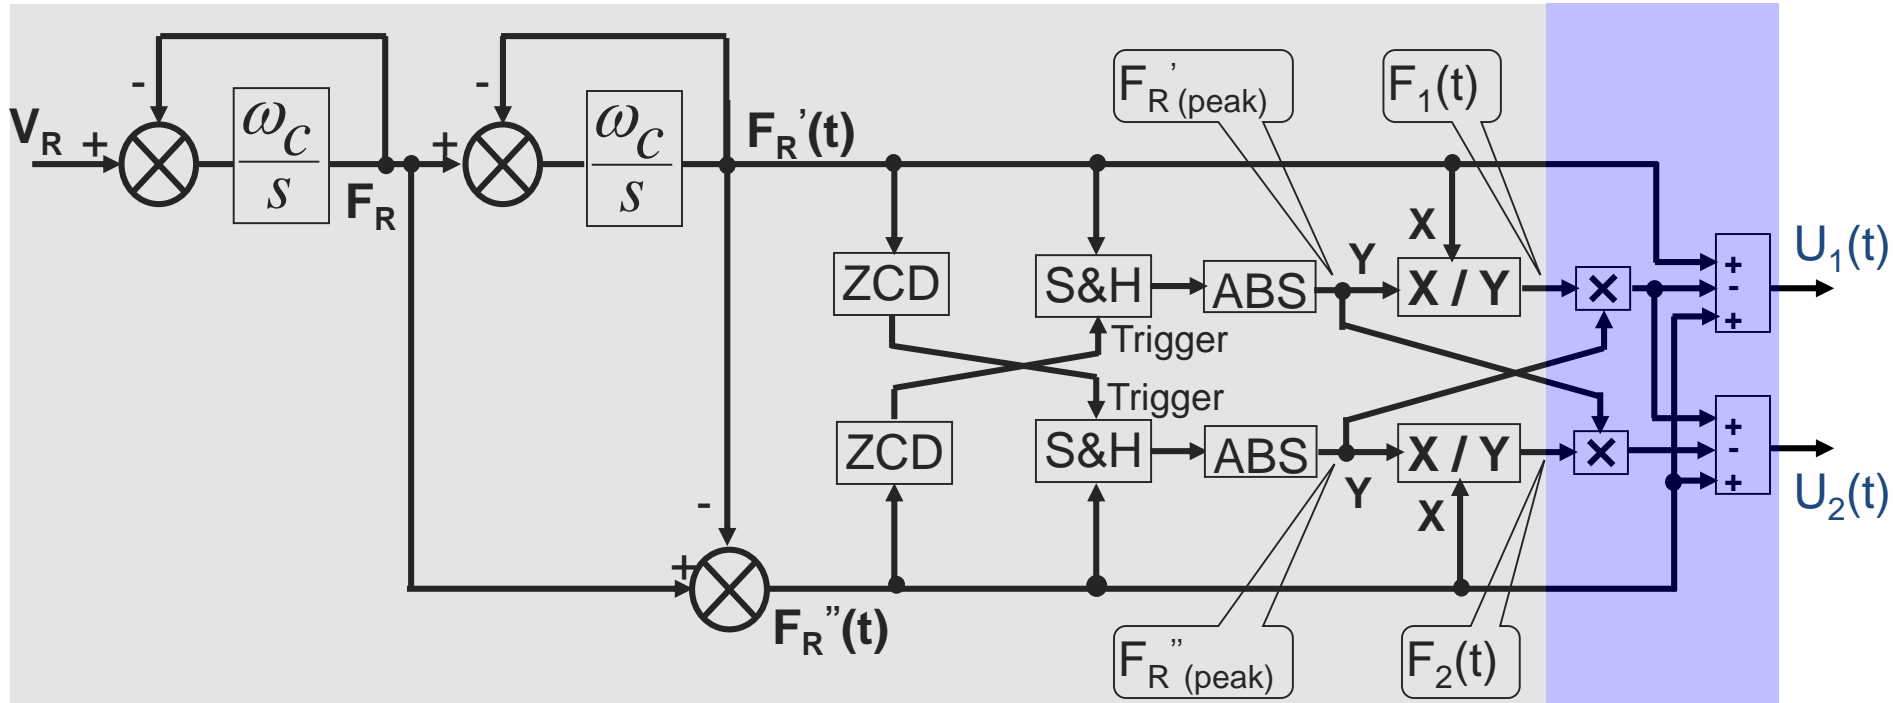 F_R' (peak)
F_1(t)
-
-
V_R
+
ω_c
s
+
ω_c
s
F_R'(t)
F_R
X
Y
ZCD
S&H
ABS
X / Y
×
+
-
+
U_1(t)
Trigger
Trigger
ZCD
S&H
ABS
X / Y
×
+
-
+
U_2(t)
Y
X
-
+
F_R''(t)
F_R'' (peak)
F_2(t)